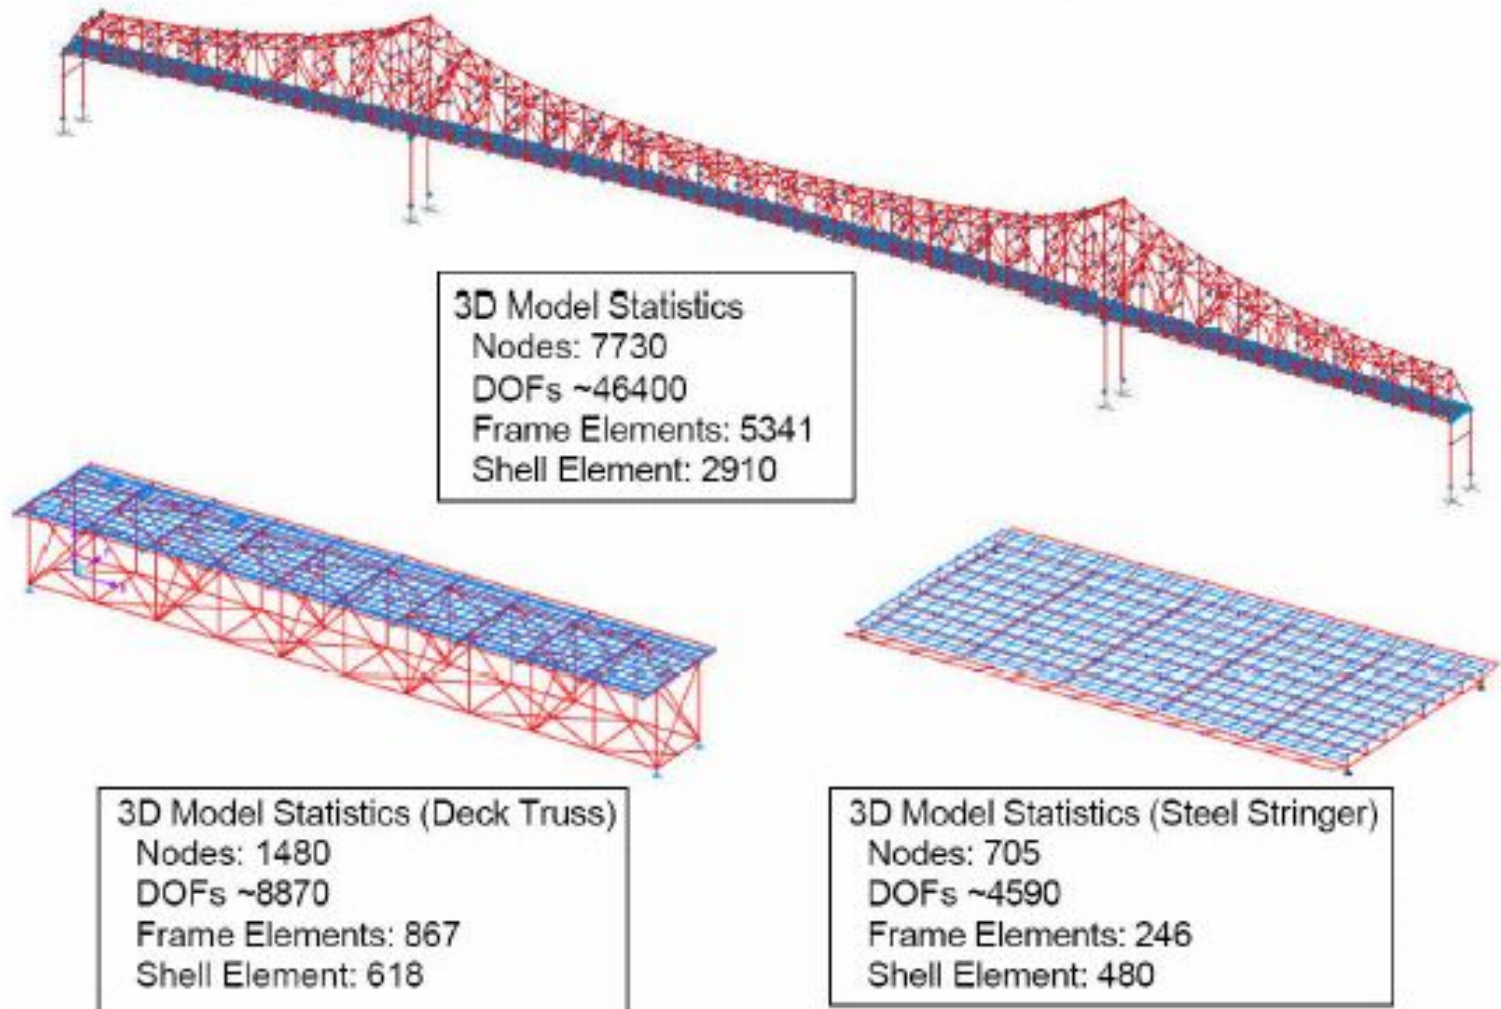 3D Model Statistics
Nodes: 7730
DOFs ~46400
Frame Elements: 5341
Shell Element: 2910
3D Model Statistics (Deck Truss)
Nodes: 1480
DOFs ~8870
Frame Elements: 867
Shell Element: 618
3D Model Statistics (Steel Stringer)
Nodes: 705
DOFs ~4590
Frame Elements: 246
Shell Element: 480